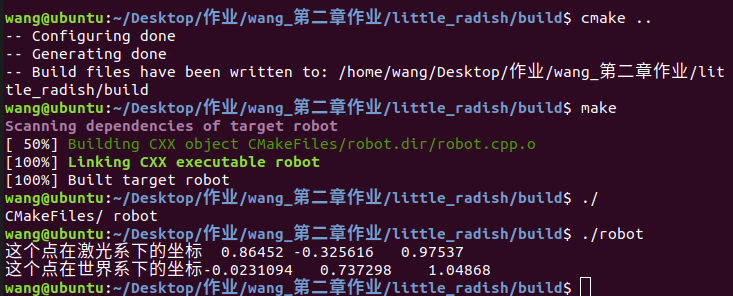 wang@ubuntu:~/Desktop/作业/wang_第二章作业/little_radish/build$ cmake ..
-- Configuring done
-- Generating done
-- Build files have been written to: /home/wang/Desktop/作业/wang_第二章作业/lit
tle_radish/build
wang@ubuntu:~/Desktop/作业/wang_第二章作业/little_radish/build$ make
Scanning dependencies of target robot
[ 50%] Building CXX object CMakeFiles/robot.dir/robot.cpp.o
[100%] Linking CXX executable robot
[100%] Built target robot
wang@ubuntu:~/Desktop/作业/wang_第二章作业/little_radish/build$ ./
CMakeFiles/ robot
wang@ubuntu:~/Desktop/作业/wang_第二章作业/little_radish/build$ ./robot
这个点在激光系下的坐标  0.86452 -0.325616   0.97537
这个点在世界系下的坐标-0.0231094   0.737298    1.04868
wang@ubuntu:~/Desktop/作业/wang_第二章作业/little_radish/build$